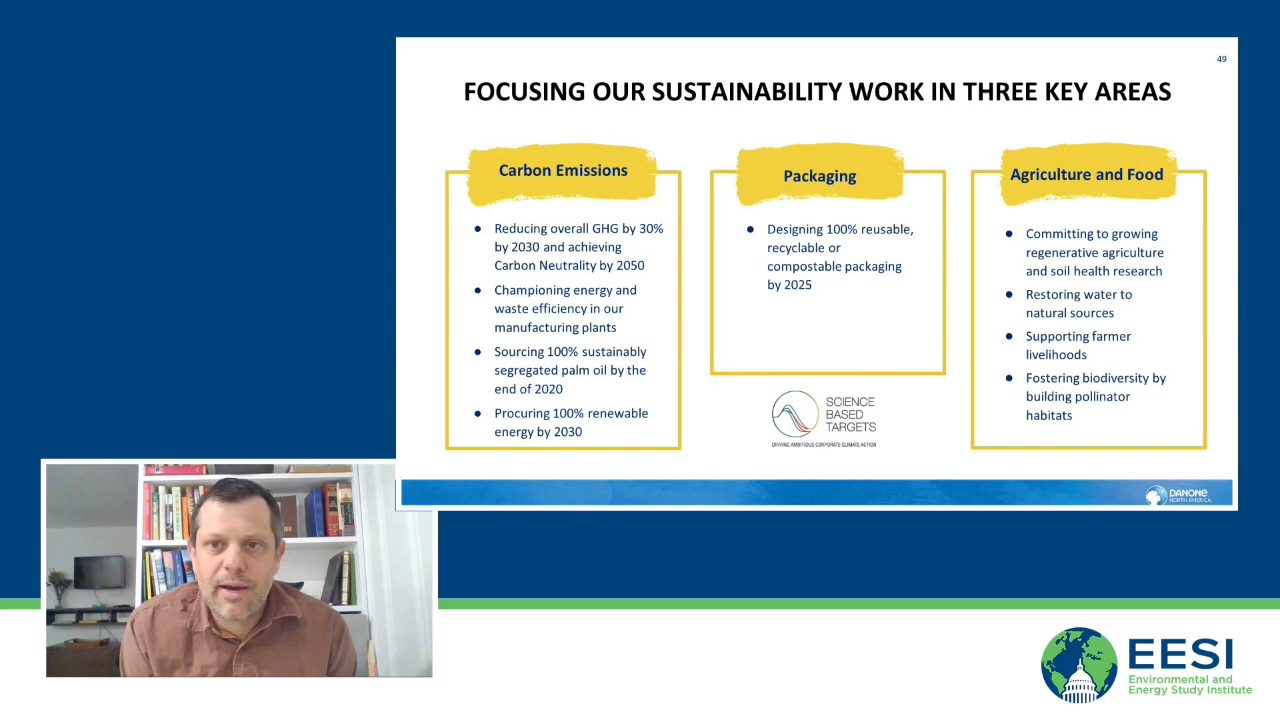 49
FOCUSING OUR SUSTAINABILITY WORK IN THREE KEY AREAS
Carbon Emissions
● Reducing overall GHG by 30%
by 2030 and achieving
Carbon Neutrality by 2050
● Championing energy and
waste efficiency in our
manufacturing plants
● Sourcing 100% sustainably
segregated palm oil by the
end of 2020
● Procuring 100% renewable
energy by 2030
Packaging
● Designing 100% reusable,
recyclable or
compostable packaging
by 2025
SCIENCE
BASED
TARGETS
DRIVING AMBITIOUS CORPORATE CLIMATE ACTION
Agriculture and Food
● Committing to growing
regenerative agriculture
and soil health research
● Restoring water to
natural sources
● Supporting farmer
livelihoods
● Fostering biodiversity by
building pollinator
habitats
DANONE
NORTH AMERICA
EESI
Environmental and
Energy Study Institute